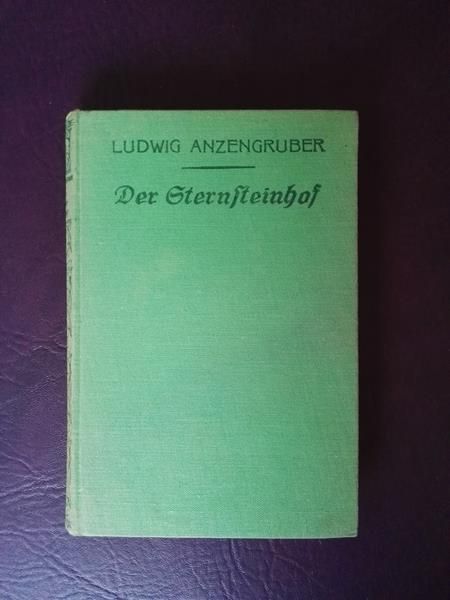 LUDWIG ANZENGRUBER
Der Sternſteinhof